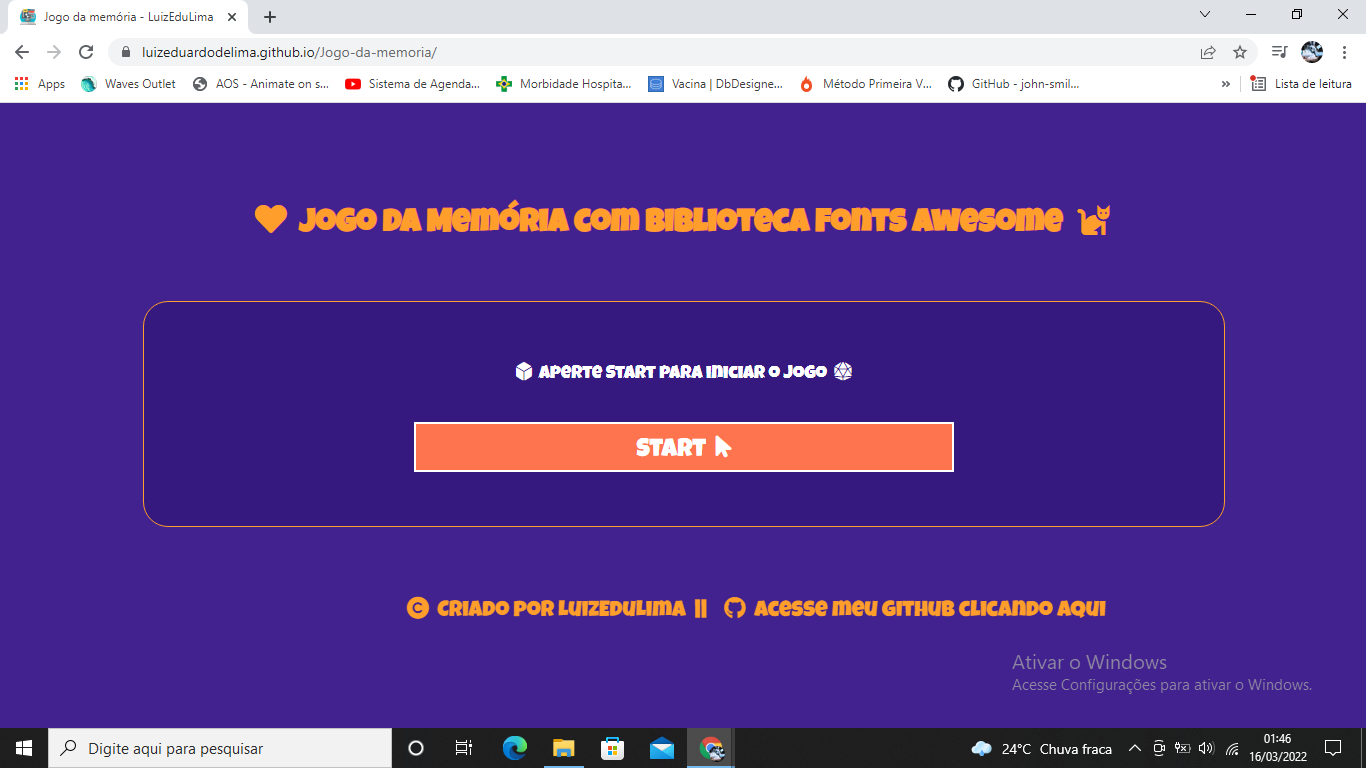 Jogo da memória - LuizEduLima
luizeduardodelima.github.io/Jogo-da-memoria/
Apps Waves Outlet AOS - Animate on s... Sistema de Agenda... Morbidade Hospita... Vacina | DbDesigne... Método Primeira V... GitHub - john-smil... » Lista de leitura
Jogo da Memória com Biblioteca Fonts Awesome
Aperte Start para iniciar o jogo
START
© Criado por LuizEduLima || Acesse meu GitHub clicando aqui
Ativar o Windows
Acesse Configurações para ativar o Windows.
Digite aqui para pesquisar
24°C Chuva fraca
01:46
16/03/2022